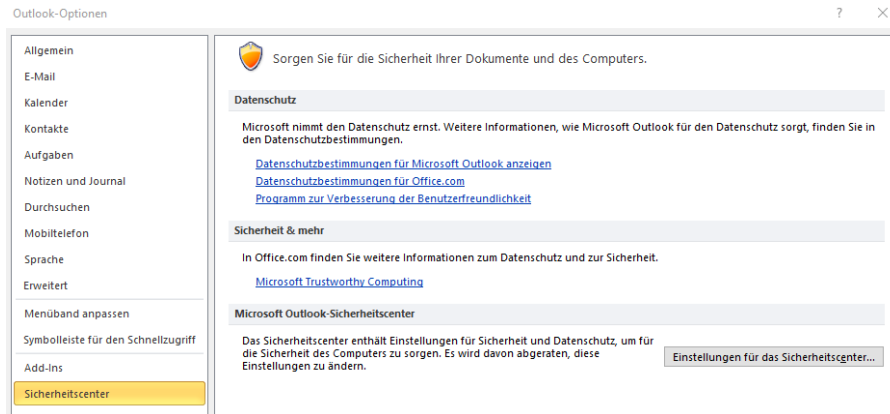 Outlook-Optionen
?
Allgemein
E-Mail
Kalender
Kontakte
Aufgaben
Notizen und Journal
Durchsuchen
Mobiltelefon
Sprache
Erweitert
Menüband anpassen
Symbolleiste für den Schnellzugriff
Add-Ins
Sicherheitscenter
Sorgen Sie für die Sicherheit Ihrer Dokumente und des Computers.
Datenschutz
Microsoft nimmt den Datenschutz ernst. Weitere Informationen, wie Microsoft Outlook für den Datenschutz sorgt, finden Sie in
den Datenschutzbestimmungen.
Datenschutzbestimmungen für Microsoft Outlook anzeigen
Datenschutzbestimmungen für Office.com
Programm zur Verbesserung der Benutzerfreundlichkeit
Sicherheit & mehr
In Office.com finden Sie weitere Informationen zum Datenschutz und zur Sicherheit.
Microsoft Trustworthy Computing
Microsoft Outlook-Sicherheitscenter
Das Sicherheitscenter enthält Einstellungen für Sicherheit und Datenschutz, um für
die Sicherheit des Computers zu sorgen. Es wird davon abgeraten, diese
Einstellungen zu ändern.
Einstellungen für das Sicherheitscenter...